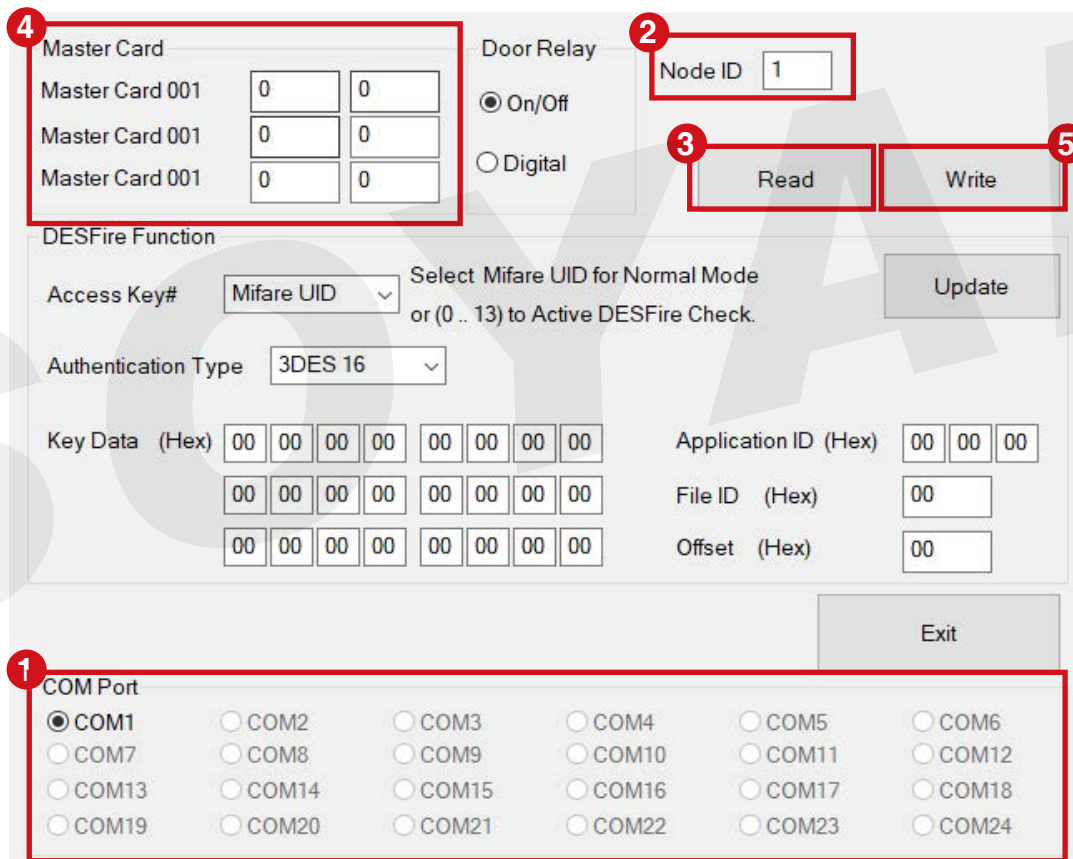 4
2
Master Card
Door Relay
Node ID 1
Master Card 001 0 0
On/Off
Master Card 001 0 0
3
5
Digital
Master Card 001 0 0
Read
Write
DESFire Function
Access Key# Mifare UID
Select Mifare UID for Normal Mode
or (0 .. 13) to Active DESFire Check.
Update
Authentication Type 3DES 16
Key Data (Hex) 00 00 00 00 00 00 00 00
Application ID (Hex) 00 00 00
00 00 00 00 00 00 00 00
File ID (Hex) 00
00 00 00 00 00 00 00 00
Offset (Hex) 00
Exit
1
COM Port
COM1 COM2 COM3 COM4 COM5 COM6
COM7 COM8 COM9 COM10 COM11 COM12
COM13 COM14 COM15 COM16 COM17 COM18
COM19 COM20 COM21 COM22 COM23 COM24